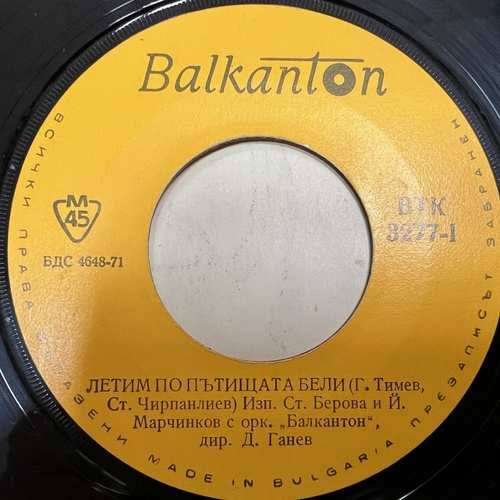 Balkanton
М
45
БДС 4648-71
ВТК
3277-I
ЛЕТИМ ПО ПЪТИЩАТА БЕЛИ (Г. Тимев,
Ст. Чирпанлиев) Изп. Ст. Берова и Й.
Марчинков с орк. „Балкантон“,
дир. Д. Ганев
ВСИЧКИ ПРАВА ЗАПАЗЕНИ MADE IN BULGARIA ПРЕЗАПИСЪТ ЗАБРАНЕН